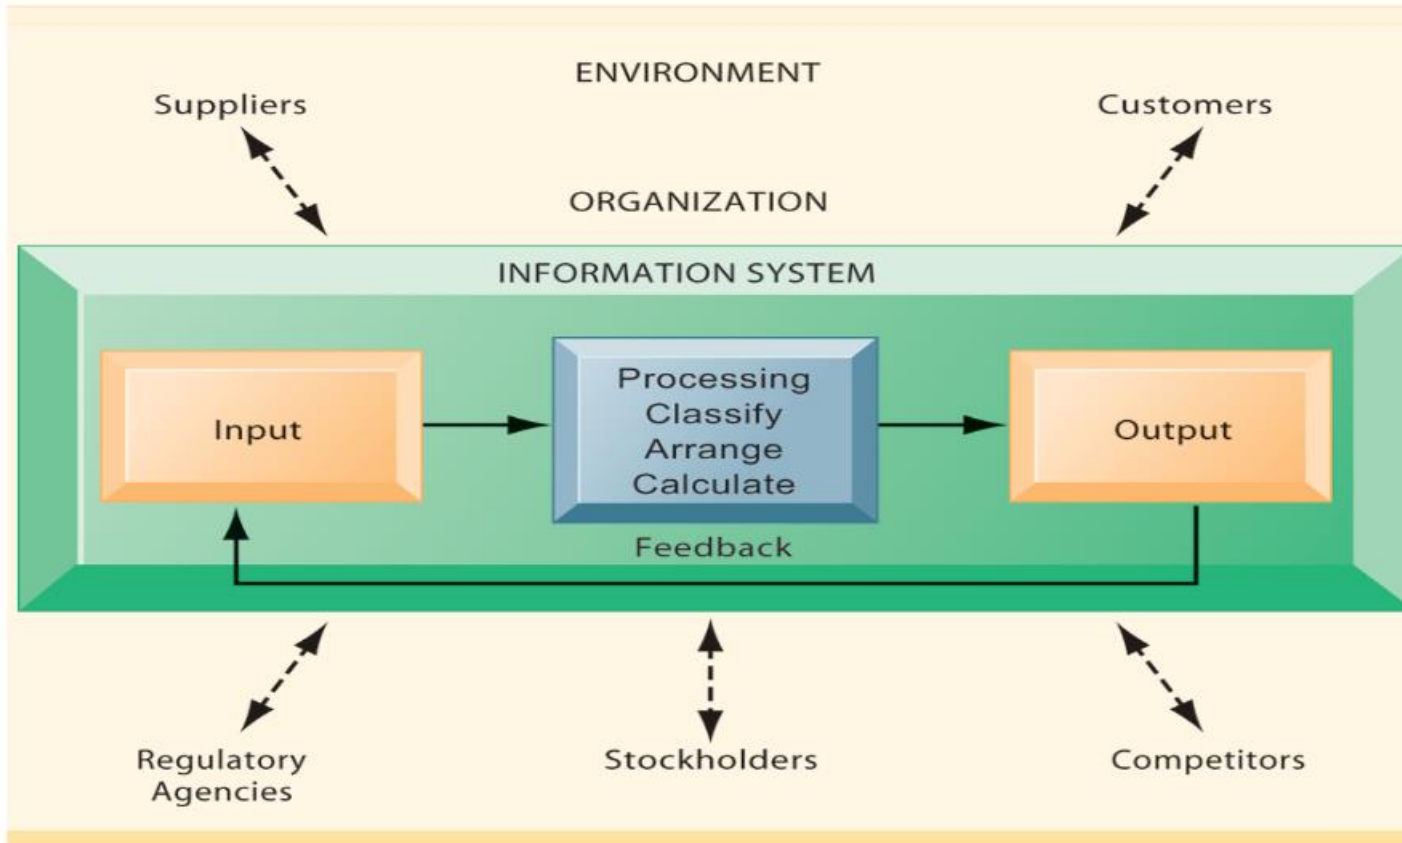 ENVIRONMENT
Suppliers
Customers
ORGANIZATION
INFORMATION SYSTEM
Input
Processing
Classify
Arrange
Calculate
Output
Feedback
Regulatory
Agencies
Stockholders
Competitors